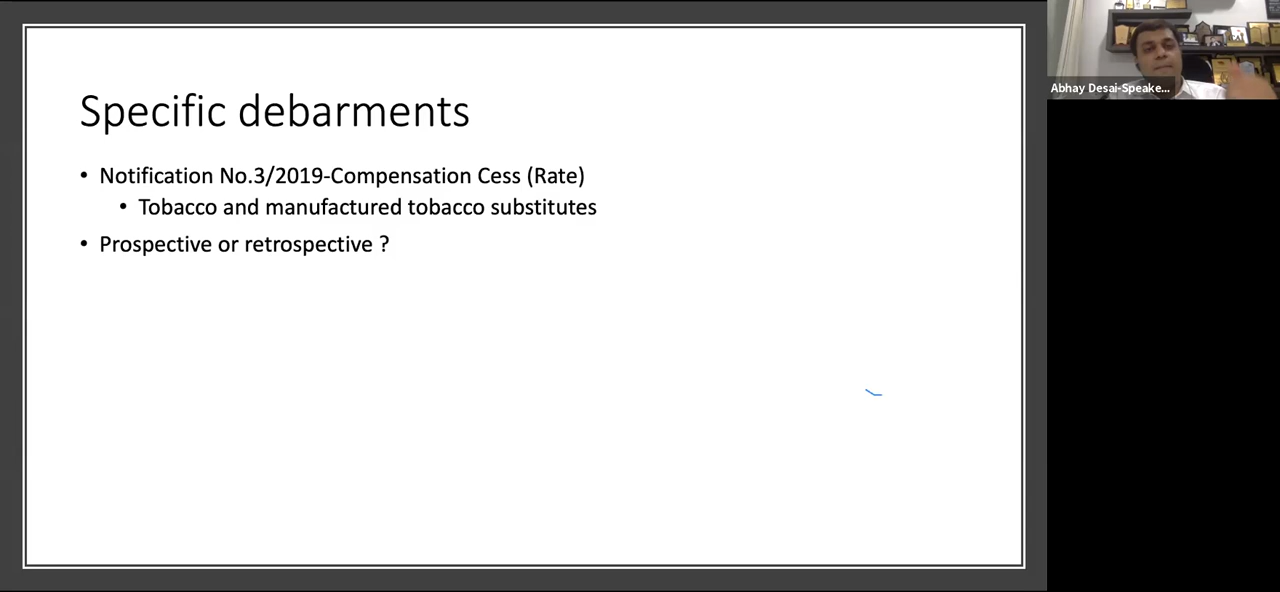 Specific debarments
• Notification No.3/2019-Compensation Cess (Rate)
• Tobacco and manufactured tobacco substitutes
• Prospective or retrospective ?
Abhay Desai-Speake...